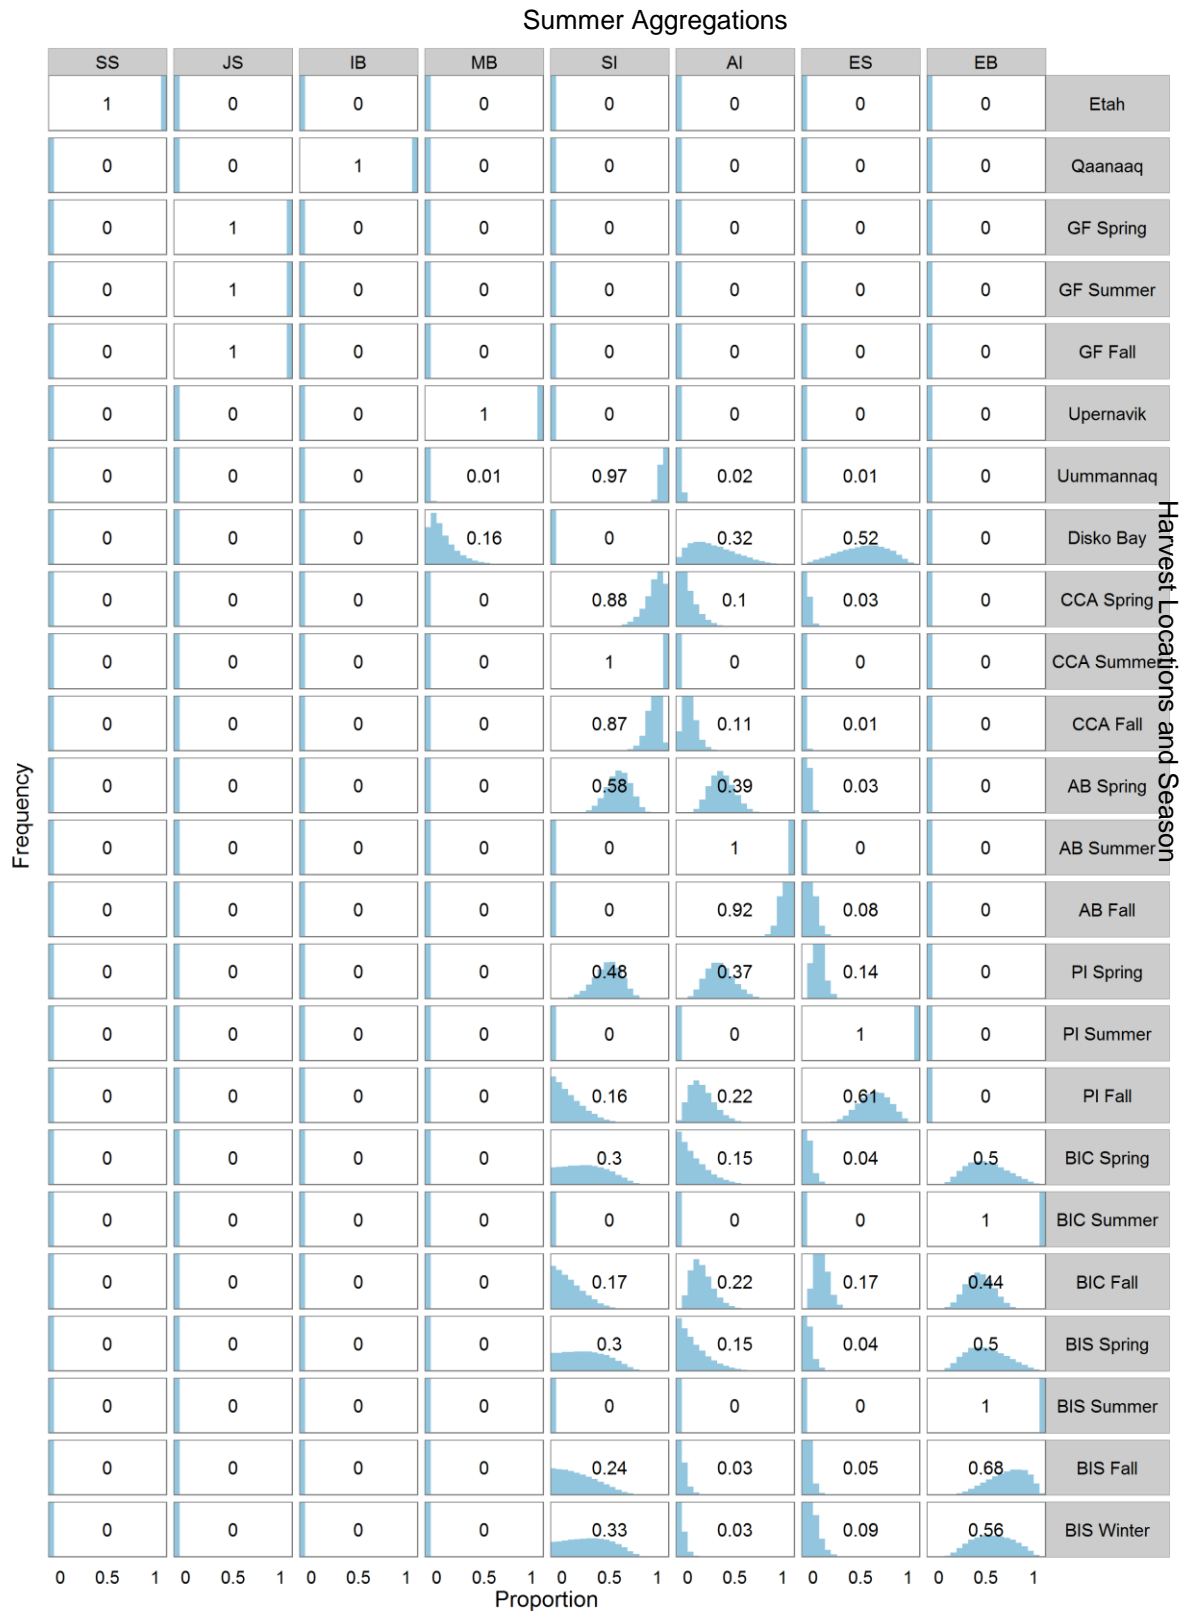 Summer Aggregations
SS JS IB MB SI AI ES EB
1 0 0 0 0 0 0 0 Etah
0 0 1 0 0 0 0 0 Qaanaaq
0 1 0 0 0 0 0 0 GF Spring
0 1 0 0 0 0 0 0 GF Summer
0 1 0 0 0 0 0 0 GF Fall
0 0 0 1 0 0 0 0 Upernavik
0 0 0 0.01 0.97 0.02 0.01 0 Uummannaq
0 0 0 0.16 0 0.32 0.52 0 Disko Bay
0 0 0 0 0.88 0.1 0.03 0 CCA Spring
0 0 0 0 1 0 0 0 CCA Summer
0 0 0 0 0.87 0.11 0.01 0 CCA Fall
0 0 0 0 0.58 0.39 0.03 0 AB Spring
0 0 0 0 0 1 0 0 AB Summer
0 0 0 0 0 0.92 0.08 0 AB Fall
0 0 0 0 0.48 0.37 0.14 0 PI Spring
0 0 0 0 0 0 1 0 PI Summer
0 0 0 0 0.16 0.22 0.61 0 PI Fall
0 0 0 0 0.3 0.15 0.04 0.5 BIC Spring
0 0 0 0 0 0 0 1 BIC Summer
0 0 0 0 0.17 0.22 0.17 0.44 BIC Fall
0 0 0 0 0.3 0.15 0.04 0.5 BIS Spring
0 0 0 0 0 0 0 1 BIS Summer
0 0 0 0 0.24 0.03 0.05 0.68 BIS Fall
0 0 0 0 0.33 0.03 0.09 0.56 BIS Winter
0 0.5 1 0 0.5 1 0 0.5 1 0 0.5 1 0 0.5 1 0 0.5 1 0 0.5 1 0 0.5 1
Proportion
Frequency
Harvest Locations and Season